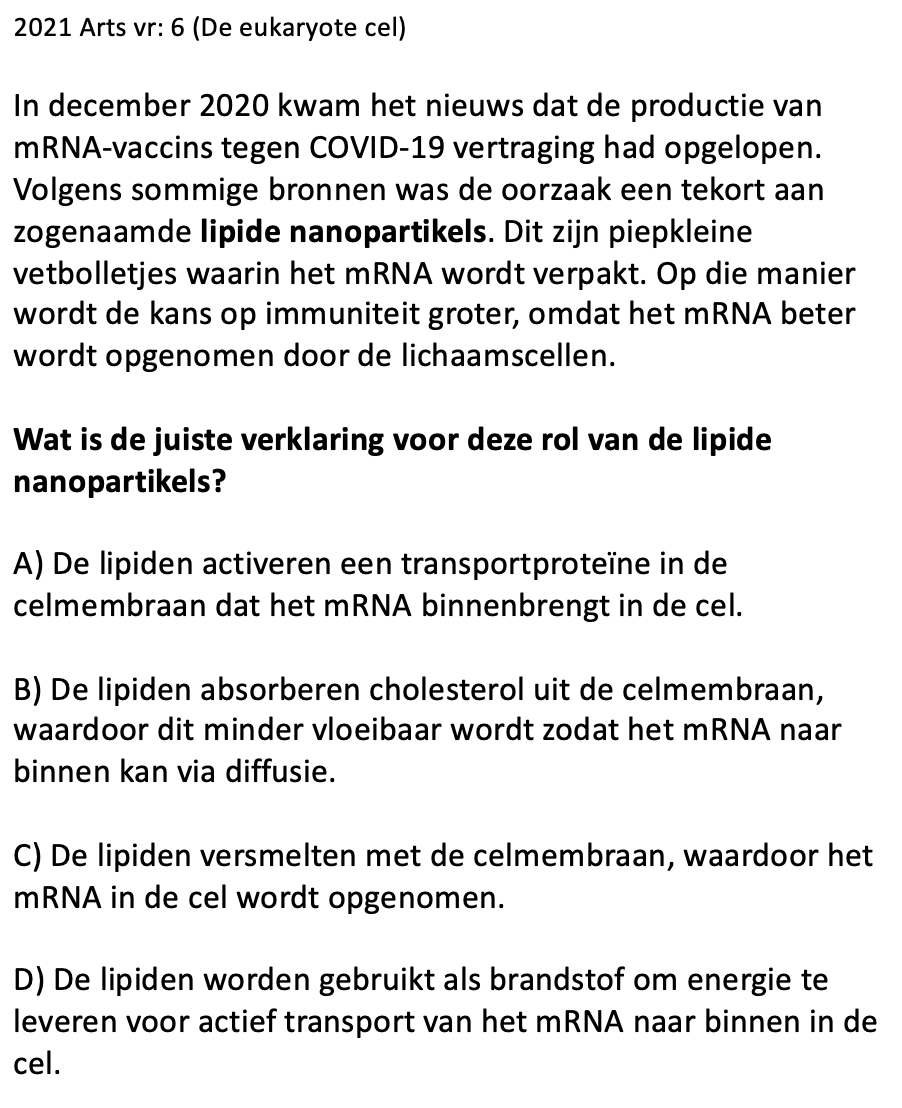 2021 Arts vr: 6 (De eukaryote cel)
In december 2020 kwam het nieuws dat de productie van
mRNA-vaccins tegen COVID-19 vertraging had opgelopen.
Volgens sommige bronnen was de oorzaak een tekort aan
zogenaamde lipide nanopartikels. Dit zijn piepkleine
vetbolletjes waarin het mRNA wordt verpakt. Op die manier
wordt de kans op immuniteit groter, omdat het mRNA beter
wordt opgenomen door de lichaamscellen.
Wat is de juiste verklaring voor deze rol van de lipide
nanopartikels?
A) De lipiden activeren een transportproteïne in de
celmembraan dat het mRNA binnenbrengt in de cel.
B) De lipiden absorberen cholesterol uit de celmembraan,
waardoor dit minder vloeibaar wordt zodat het mRNA naar
binnen kan via diffusie.
C) De lipiden versmelten met de celmembraan, waardoor het
mRNA in de cel wordt opgenomen.
D) De lipiden worden gebruikt als brandstof om energie te
leveren voor actief transport van het mRNA naar binnen in de
cel.